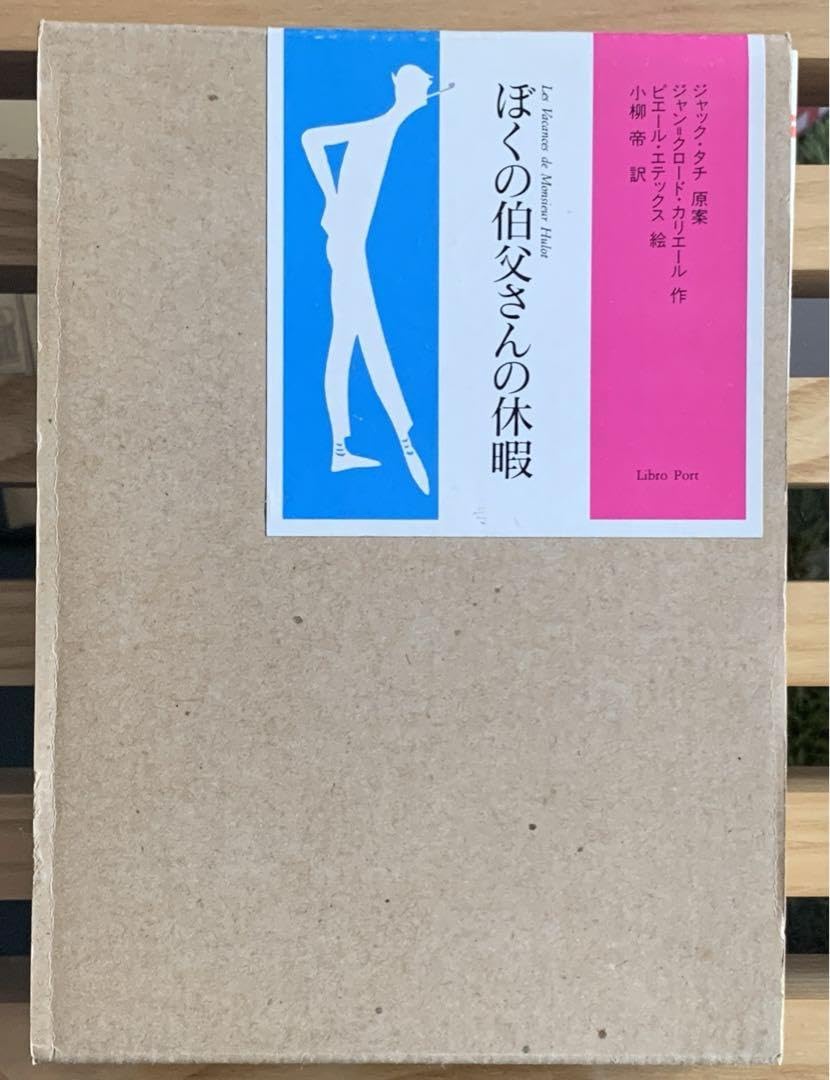 ジャック・タチ 原案
ジャン=クロード・カリエール 作
ピエール・エテックス 絵
小柳 帝 訳
Les Vacances de Monsieur Hulot
ぼくの伯父さんの休暇
Libro Port